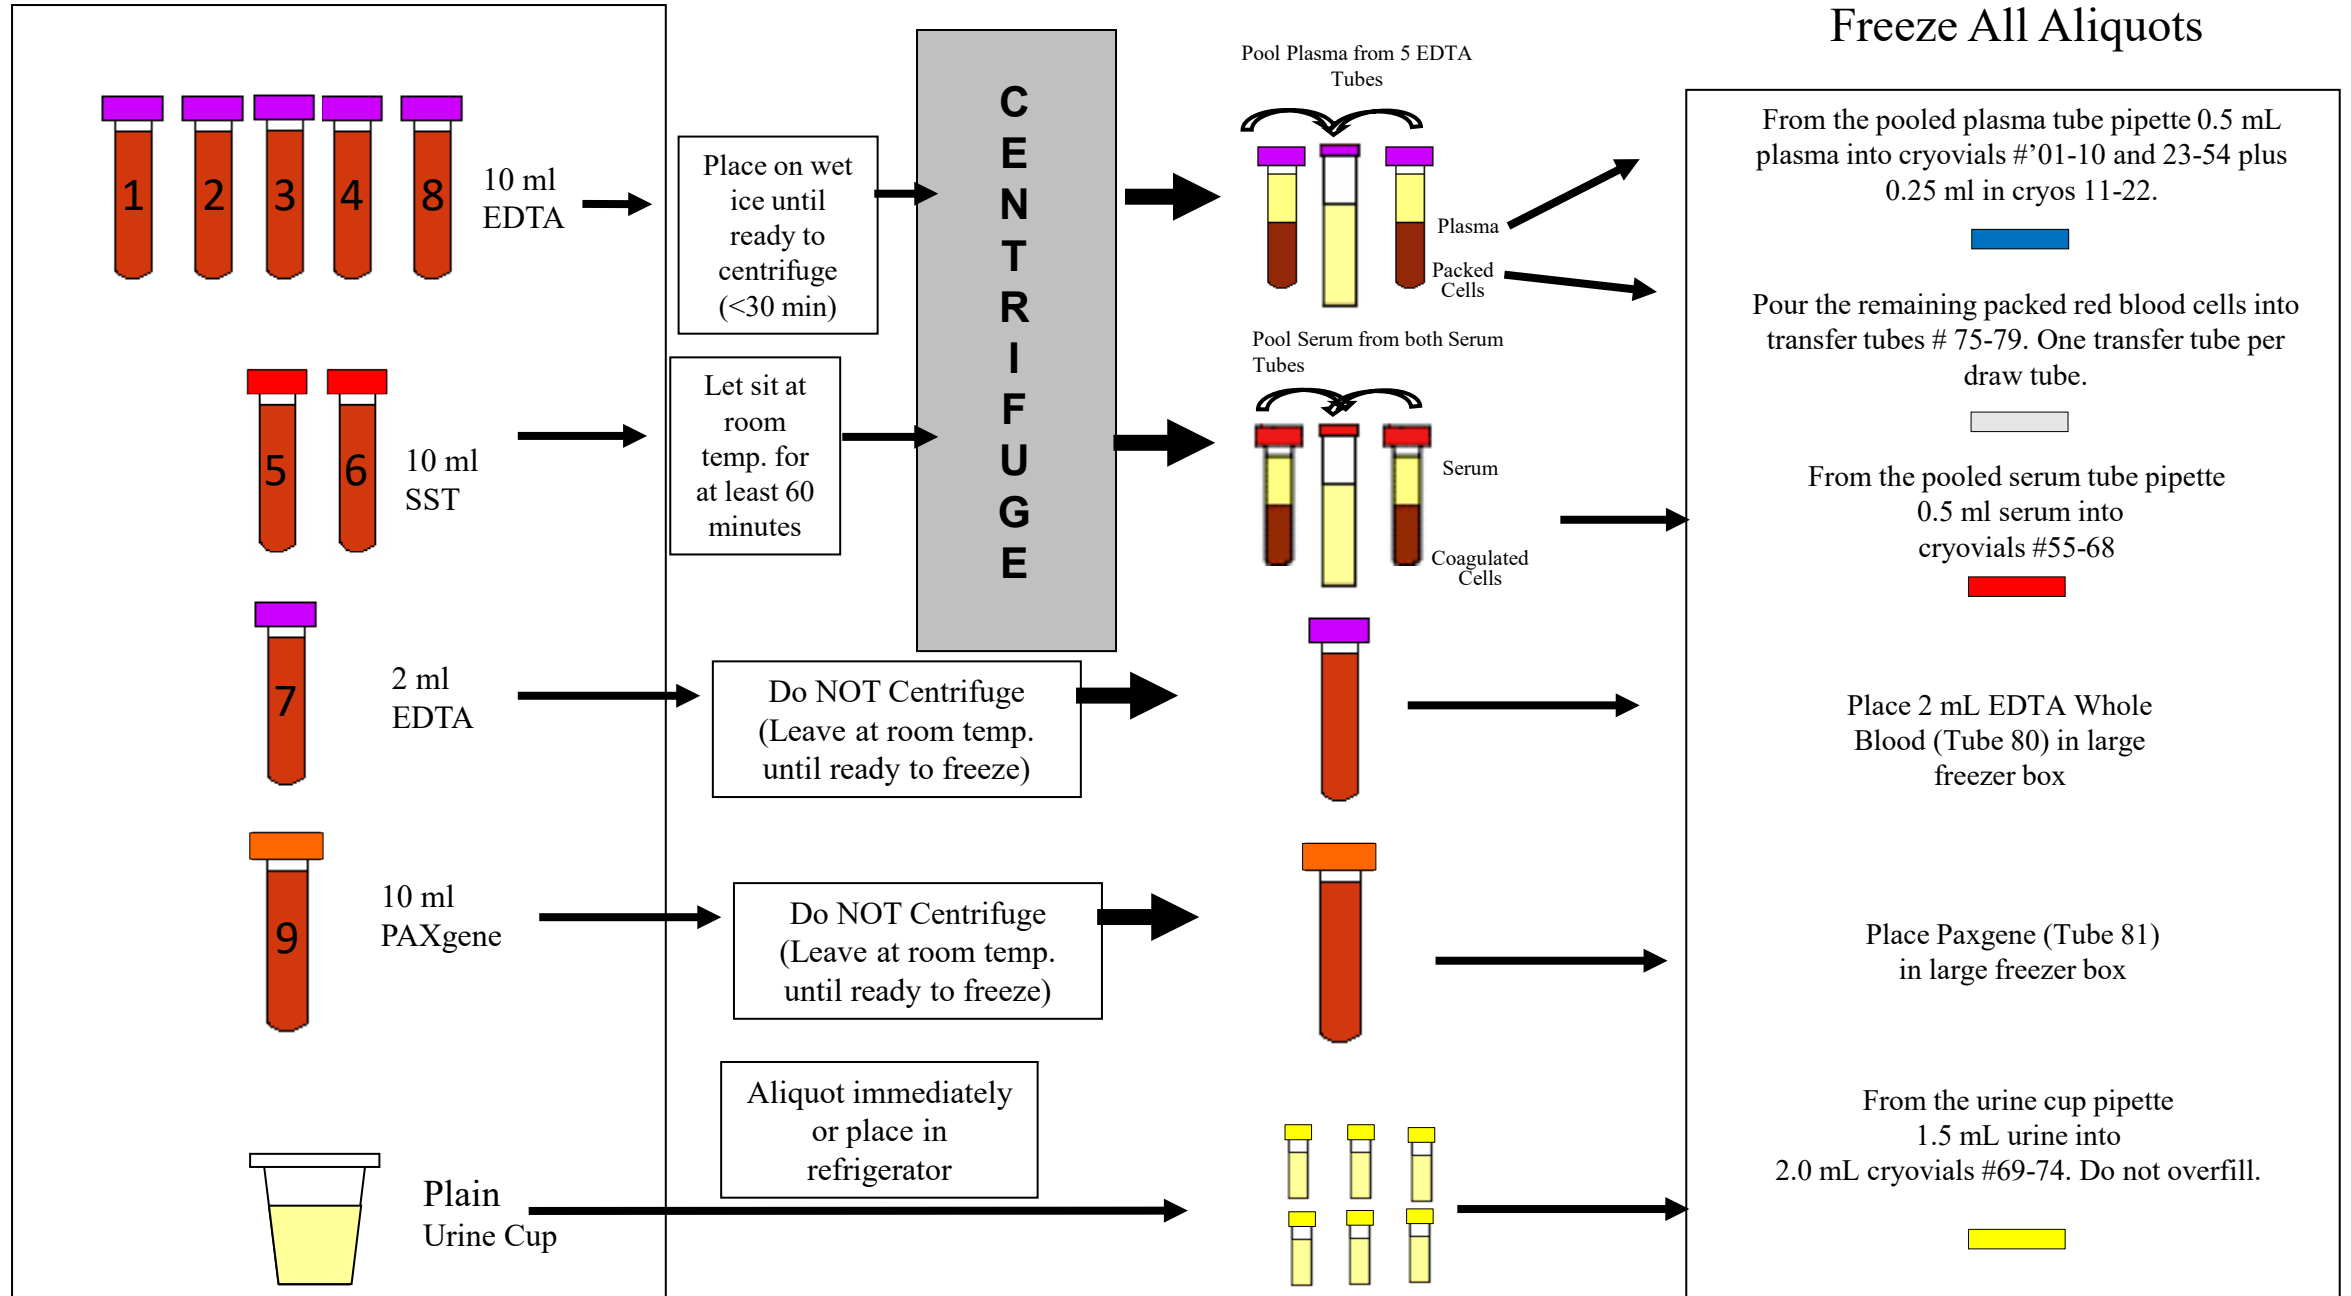 Freeze All Aliquots
1
2
3
4
8
10 ml
EDTA
Place on wet
ice until
ready to
centrifuge
(<30 min)
C
E
N
T
R
I
F
U
G
E
Pool Plasma from 5 EDTA
Tubes
Plasma
Packed
Cells
From the pooled plasma tube pipette 0.5 mL
plasma into cryovials #’01-10 and 23-54 plus
0.25 ml in cryos 11-22.
Pour the remaining packed red blood cells into
transfer tubes # 75-79. One transfer tube per
draw tube.
5
6
10 ml
SST
Let sit at
room
temp. for
at least 60
minutes
Pool Serum from both Serum
Tubes
Serum
Coagulated
Cells
From the pooled serum tube pipette
0.5 ml serum into
cryovials #55-68
7
2 ml
EDTA
Do NOT Centrifuge
(Leave at room temp.
until ready to freeze)
Place 2 mL EDTA Whole
Blood (Tube 80) in large
freezer box
9
10 ml
PAXgene
Do NOT Centrifuge
(Leave at room temp.
until ready to freeze)
Place Paxgene (Tube 81)
in large freezer box
Plain
Urine Cup
Aliquot immediately
or place in
refrigerator
From the urine cup pipette
1.5 mL urine into
2.0 mL cryovials #69-74. Do not overfill.